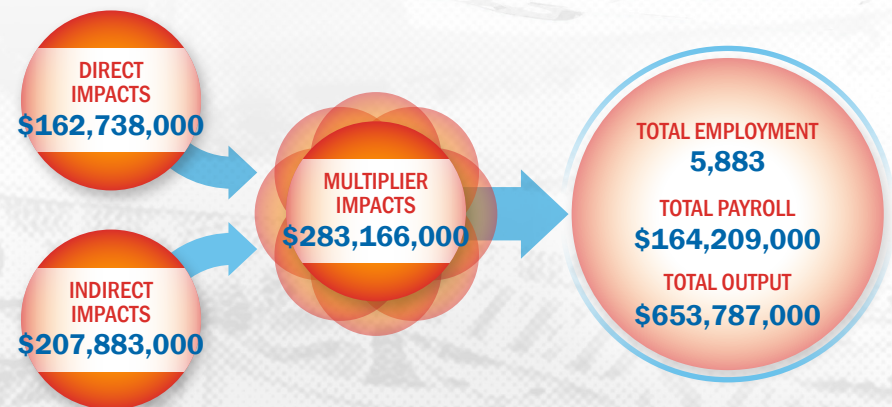 DIRECT
IMPACTS
$162,738,000
INDIRECT
IMPACTS
$207,883,000
MULTIPLIER
IMPACTS
$283,166,000
TOTAL EMPLOYMENT
5,883
TOTAL PAYROLL
$164,209,000
TOTAL OUTPUT
$653,787,000